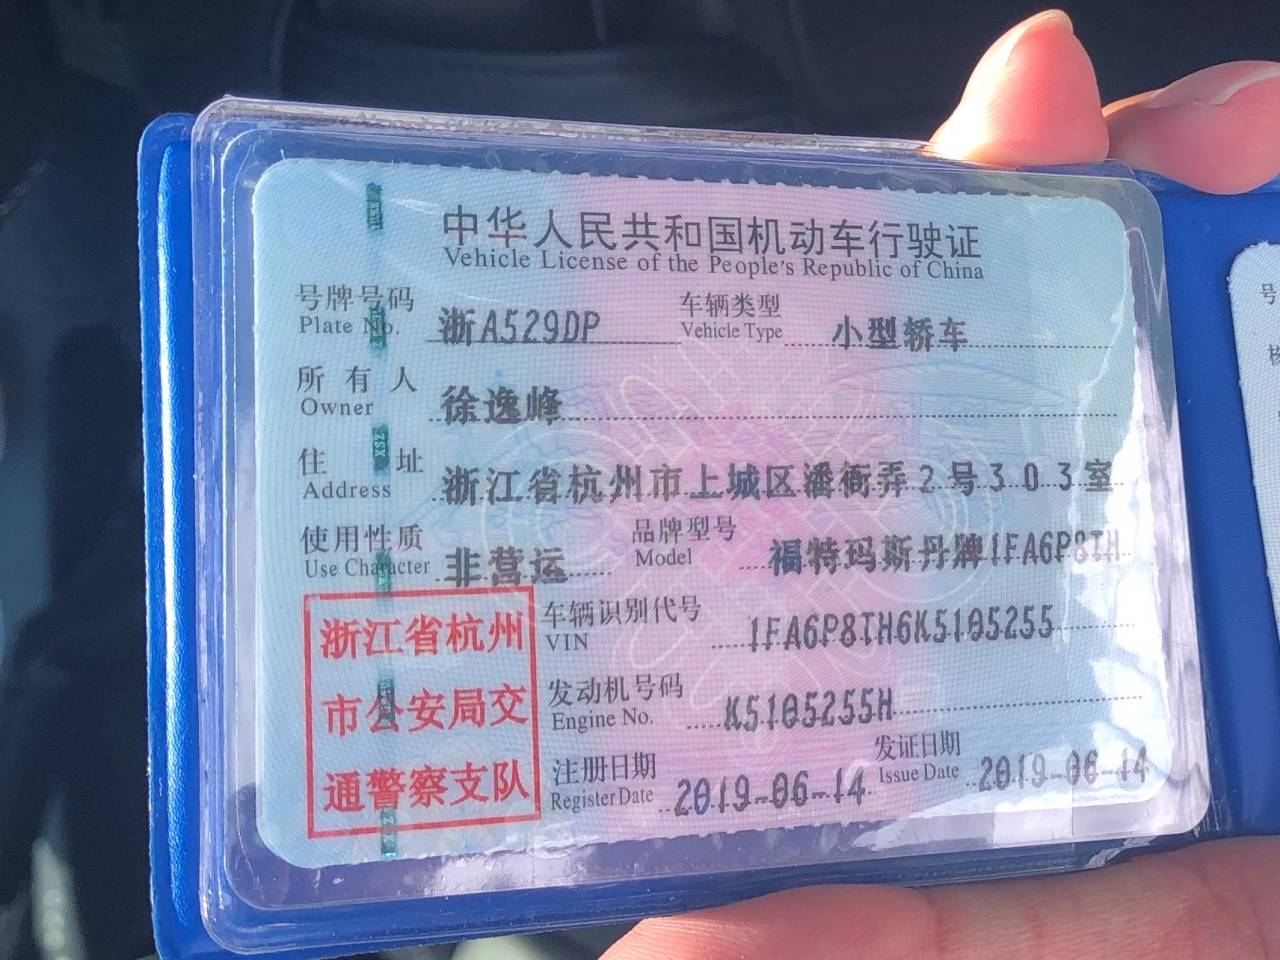 中华人民共和国机动车行驶证
Vehicle License of the People's Republic of China
号牌号码 浙A529DP 车辆类型 小型轿车
Plate No. Vehicle Type
所有人 徐逸峰
Owner
住址 浙江省杭州市上城区潘衙弄2号303室
Address
使用性质 非营运 品牌型号 福特玛斯丹牌1FA6P8TH
Use Character Model
浙江省杭州
市公安局交
通警察支队
车辆识别代号 1FA6P8TH6K5105255
VIN
发动机号码 K5105255H
Engine No.
注册日期 2019-06-14 发证日期 2019-06-14
Register Date Issue Date
号